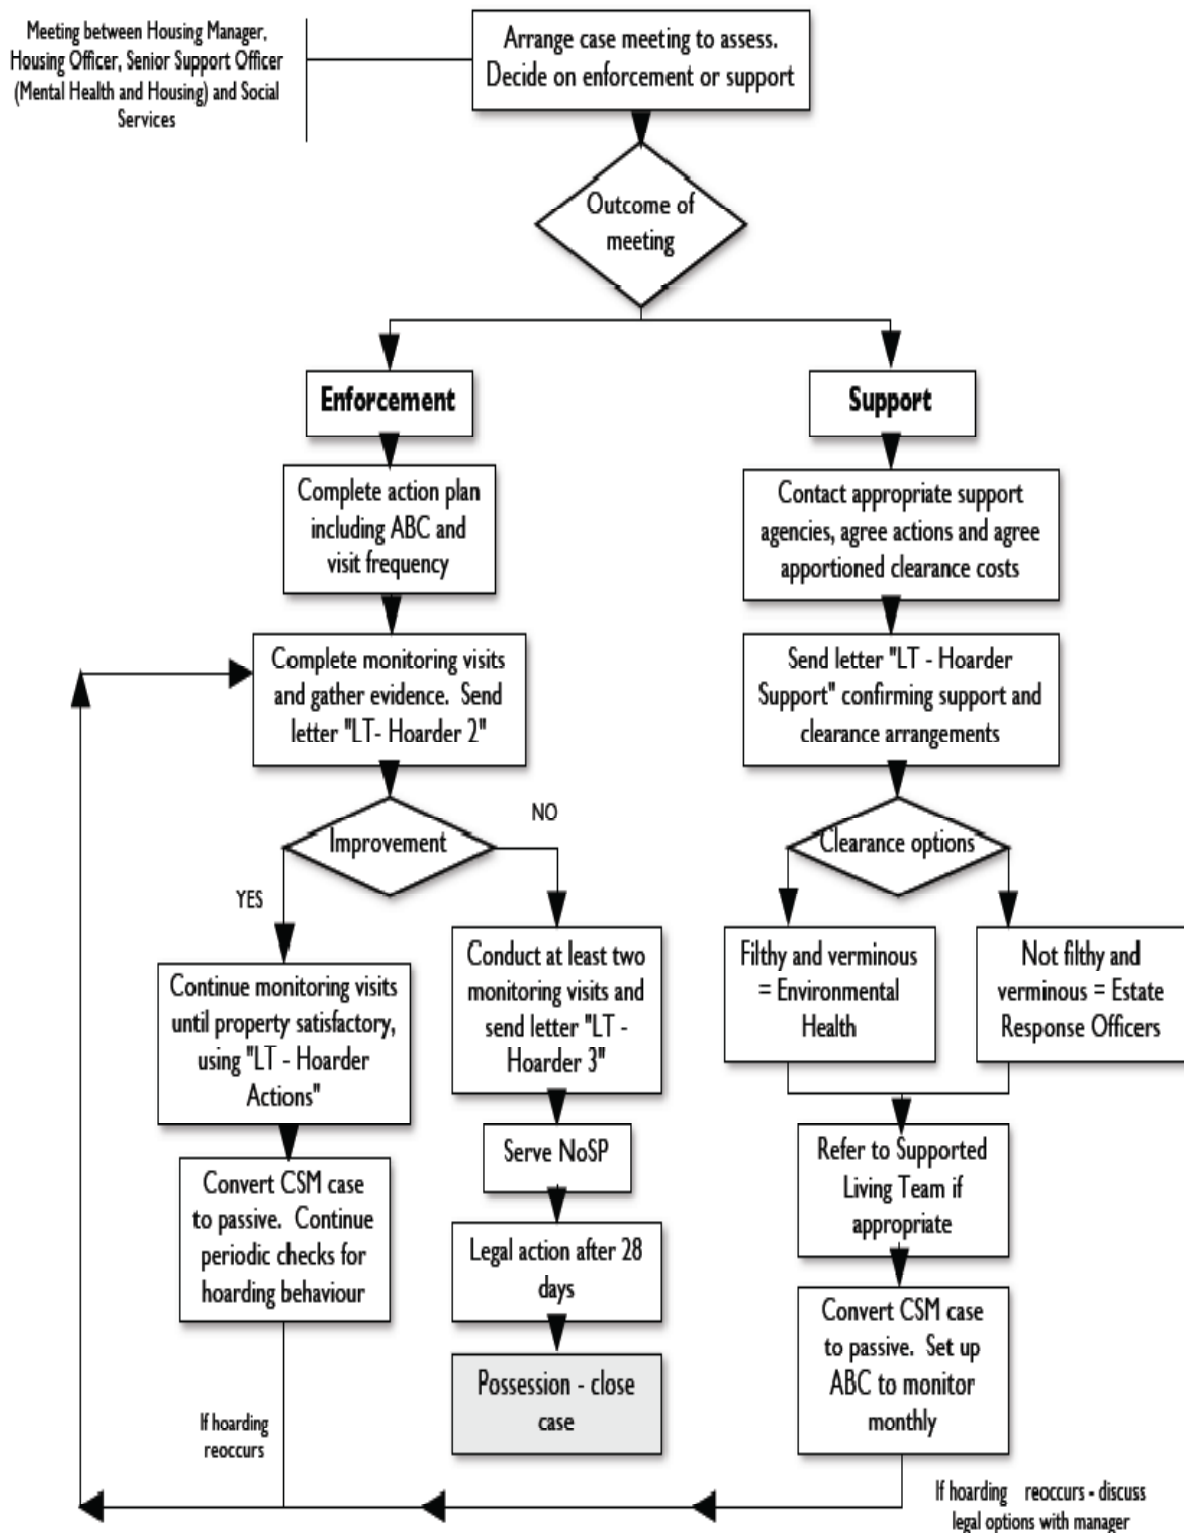 Meeting between Housing Manager,
Housing Officer, Senior Support Officer
(Mental Health and Housing) and Social
Services
Arrange case meeting to assess.
Decide on enforcement or support
Outcome of
meeting
Enforcement
Support
Complete action plan
including ABC and
visit frequency
Contact appropriate support
agencies, agree actions and agree
apportioned clearance costs
Complete monitoring visits
and gather evidence. Send
letter "LT- Hoarder 2"
Send letter "LT - Hoarder
Support" confirming support and
clearance arrangements
Improvement
NO
YES
Clearance options
Continue monitoring visits
until property satisfactory,
using "LT - Hoarder
Actions"
Conduct at least two
monitoring visits and
send letter "LT -
Hoarder 3"
Filthy and verminous
= Environmental
Health
Not filthy and
verminous = Estate
Response Officers
Convert CSM case
to passive. Continue
periodic checks for
hoarding behaviour
Serve NoSP
Legal action after 28
days
Possession - close
case
Refer to Supported
Living Team if
appropriate
Convert CSM case
to passive. Set up
ABC to monitor
monthly
If hoarding
reoccurs
If hoarding reoccurs - discuss
legal options with manager